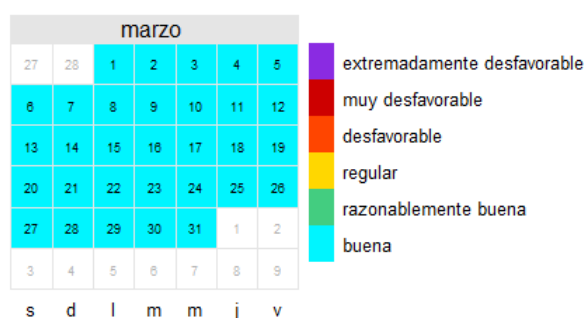 marzo
27 28 1 2 3 4 5
6 7 8 9 10 11 12
13 14 15 16 17 18 19
20 21 22 23 24 25 26
27 28 29 30 31 1 2
3 4 5 6 7 8 9
s d l m m j v
extremadamente desfavorable
muy desfavorable
desfavorable
regular
razonablemente buena
buena